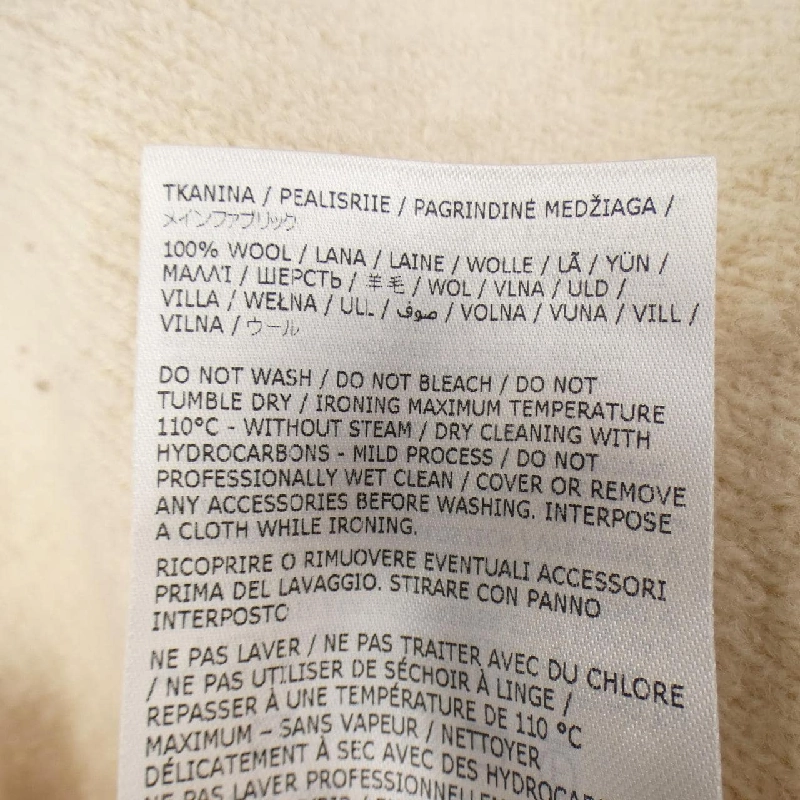 TKANINA / PEALISRIIE / PAGRINDINĖ MEDŽIAGA /
メインファブリック
100% WOOL / LANA / LAINE / WOLLE / LÃ / YÜN /
ΜΑΛΛΊ / ШЕРСТЬ / 羊毛 / WOL / VLNA / ULD /
VILLA / WEŁNA / ULL / صوف / VOLNA / VUNA / VILL /
VILNA / ウール
DO NOT WASH / DO NOT BLEACH / DO NOT
TUMBLE DRY / IRONING MAXIMUM TEMPERATURE
110°C - WITHOUT STEAM / DRY CLEANING WITH
HYDROCARBONS - MILD PROCESS / DO NOT
PROFESSIONALLY WET CLEAN / COVER OR REMOVE
ANY ACCESSORIES BEFORE WASHING. INTERPOSE
A CLOTH WHILE IRONING.
RICOPRIRE O RIMUOVERE EVENTUALI ACCESSORI
PRIMA DEL LAVAGGIO. STIRARE CON PANNO
INTERPOSTO
NE PAS LAVER / NE PAS TRAITER AVEC DU CHLORE
/ NE PAS UTILISER DE SÉCHOIR À LINGE /
REPASSER À UNE TEMPÉRATURE DE 110 °C
MAXIMUM – SANS VAPEUR / NETTOYER
DÉLICATEMENT À SEC AVEC DES
NE PAS LAVER